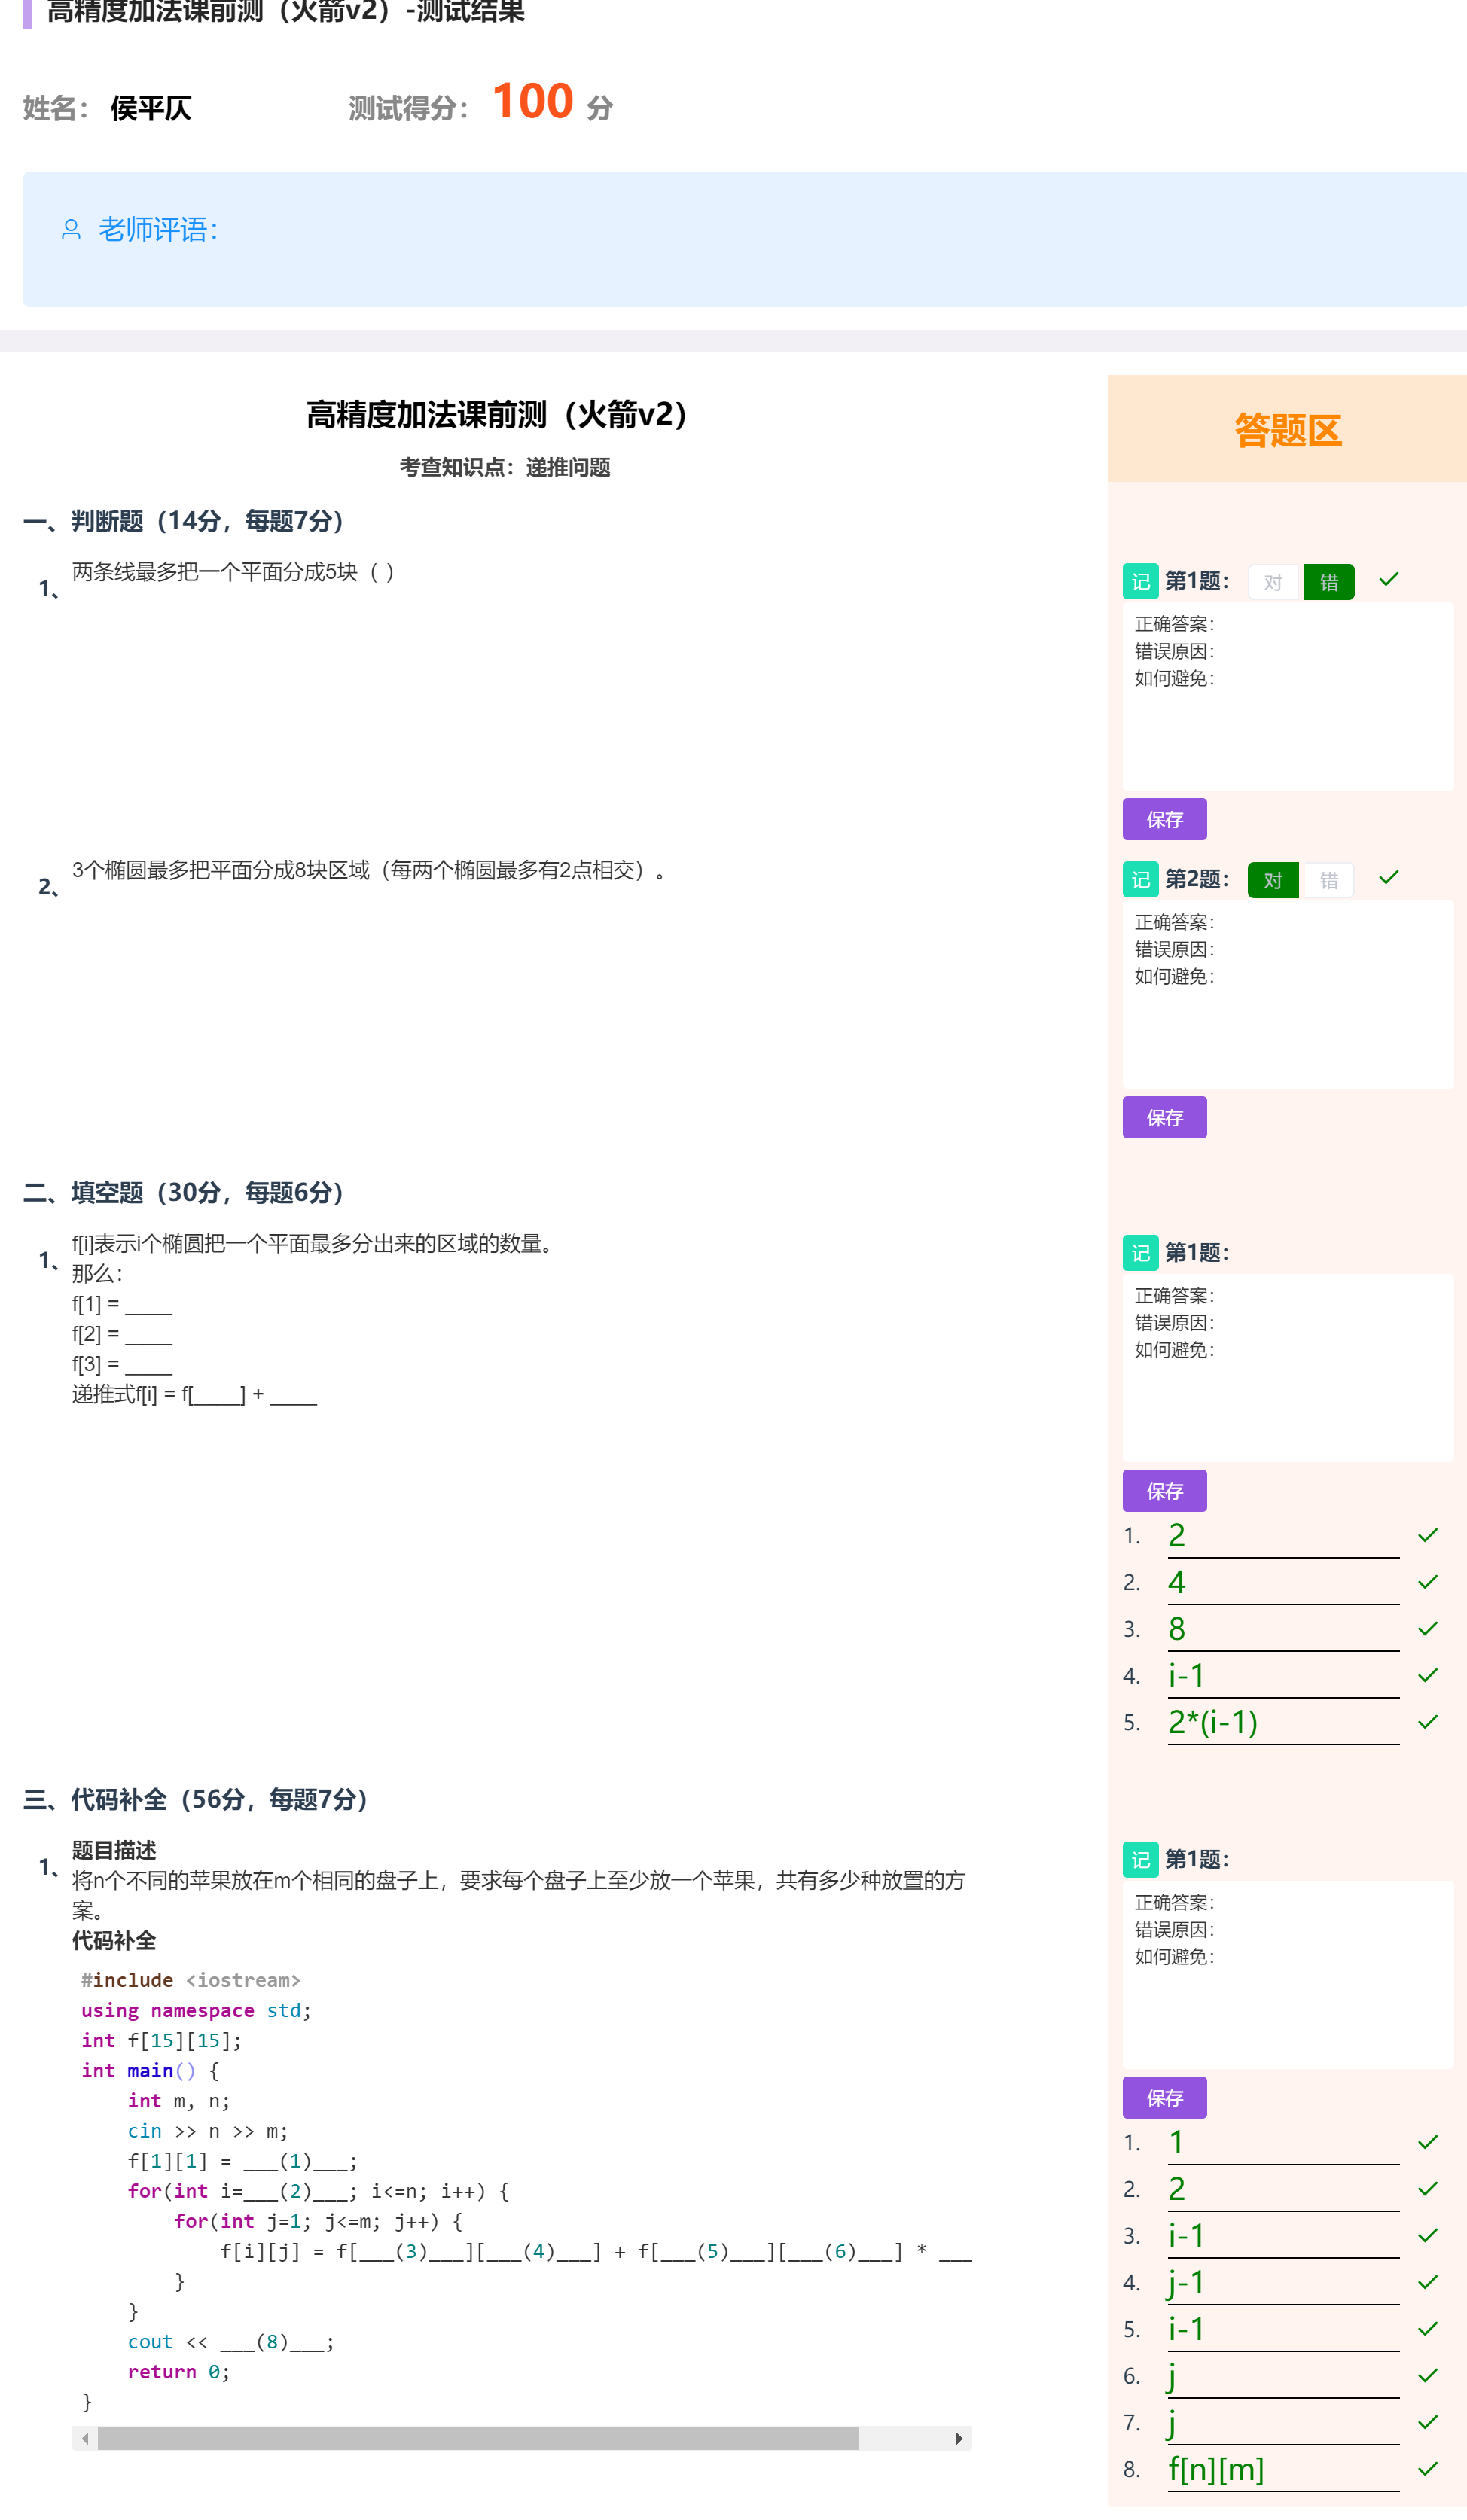 高精度加法课前测（火箭v2）-测试结果
姓名： 侯平仄 测试得分： 100 分
老师评语：
高精度加法课前测（火箭v2）
考查知识点：递推问题
一、判断题（14分，每题7分）
1、 两条线最多把一个平面分成5块（ ）
2、 3个椭圆最多把平面分成8块区域（每两个椭圆最多有2点相交）。
二、填空题（30分，每题6分）
1、 f[i]表示i个椭圆把一个平面最多分出来的区域的数量。
那么：
f[1] = ____
f[2] = ____
f[3] = ____
递推式f[i] = f[____] + ____
三、代码补全（56分，每题7分）
1、 题目描述
将n个不同的苹果放在m个相同的盘子上，要求每个盘子上至少放一个苹果，共有多少种放置的方
案。
代码补全
#include <iostream>
using namespace std;
int f[15][15];
int main() {
    int m, n;
    cin >> n >> m;
    f[1][1] = ___(1)___;
    for(int i=___(2)___; i<=n; i++) {
        for(int j=1; j<=m; j++) {
            f[i][j] = f[___(3)___][___(4)___] + f[___(5)___][___(6)___] * ___
        }
    }
    cout << ___(8)___;
    return 0;
}
答题区
记 第1题： 对 错
正确答案：
错误原因：
如何避免：
保存
记 第2题： 对 错
正确答案：
错误原因：
如何避免：
保存
记 第1题：
正确答案：
错误原因：
如何避免：
保存
1. 2
2. 4
3. 8
4. i-1
5. 2*(i-1)
记 第1题：
正确答案：
错误原因：
如何避免：
保存
1. 1
2. 2
3. i-1
4. j-1
5. i-1
6. j
7. j
8. f[n][m]